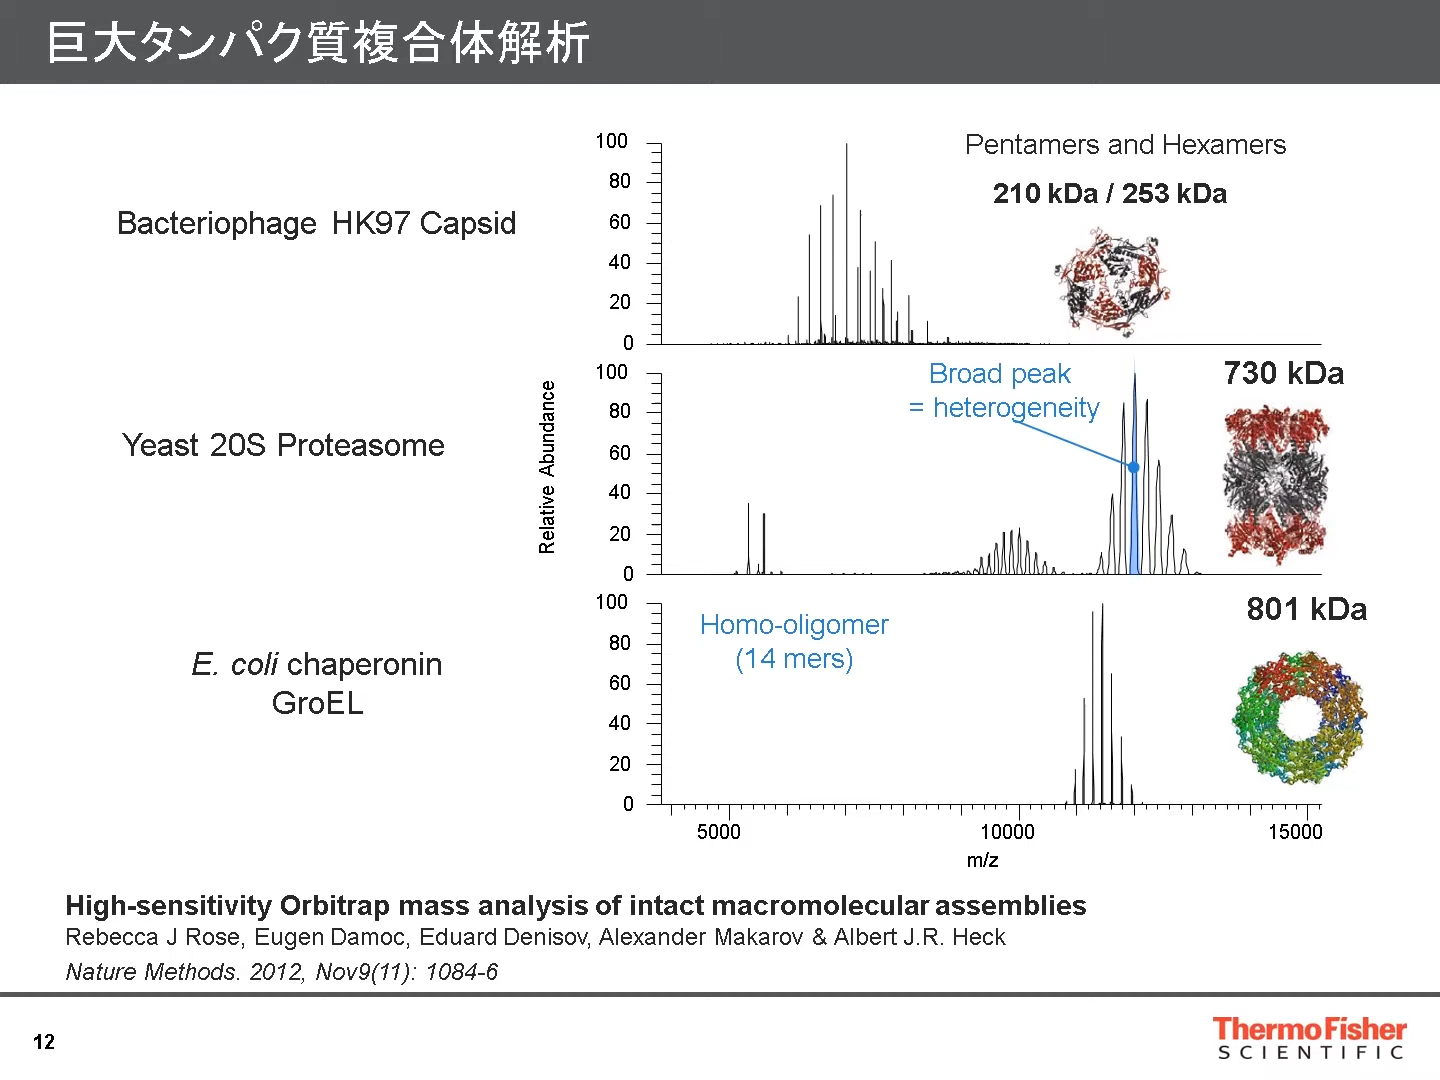 巨大タンパク質複合体解析
Bacteriophage HK97 Capsid
100
80
60
40
20
0
Pentamers and Hexamers
210 kDa / 253 kDa
Yeast 20S Proteasome
Relative Abundance
100
80
60
40
20
0
Broad peak
= heterogeneity
730 kDa
E. coli chaperonin
GroEL
100
80
60
40
20
0
Homo-oligomer
(14 mers)
801 kDa
5000 10000 15000
m/z
High-sensitivity Orbitrap mass analysis of intact macromolecular assemblies
Rebecca J Rose, Eugen Damoc, Eduard Denisov, Alexander Makarov & Albert J.R. Heck
Nature Methods. 2012, Nov9(11): 1084-6
12
ThermoFisher
SCIENTIFIC